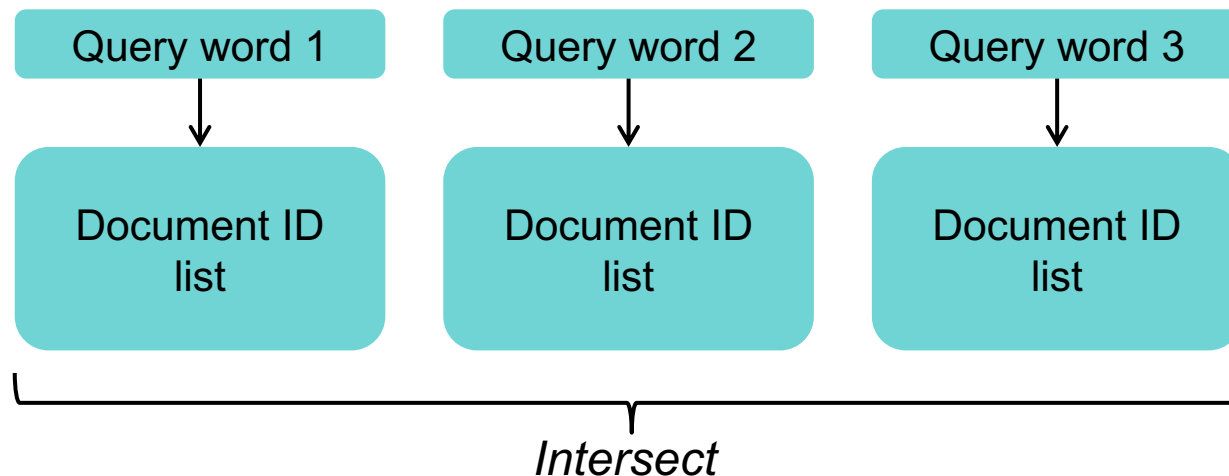 Query word 1
Query word 2
Query word 3
Document ID
list
Document ID
list
Document ID
list
Intersect